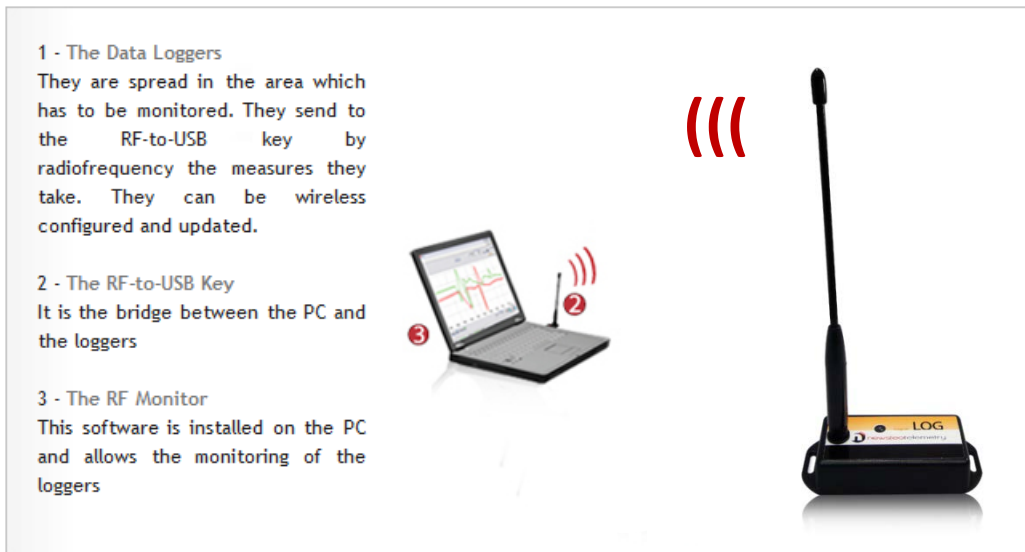 1 - The Data Loggers
They are spread in the area which
has to be monitored. They send to
the RF-to-USB key by
radiofrequency the measures they
take. They can be wireless
configured and updated.
2 - The RF-to-USB Key
It is the bridge between the PC and
the loggers
3 - The RF Monitor
This software is installed on the PC
and allows the monitoring of the
loggers
2
3
LOG